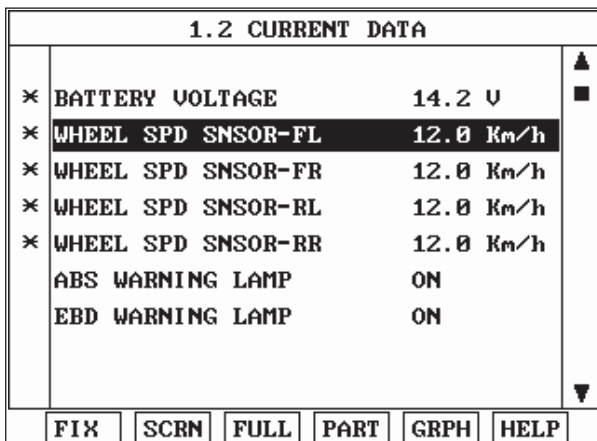 1.2 CURRENT DATA
× BATTERY VOLTAGE 14.2 V
× WHEEL SPD SNSOR-FL 12.0 Km/h
× WHEEL SPD SNSOR-FR 12.0 Km/h
× WHEEL SPD SNSOR-RL 12.0 Km/h
× WHEEL SPD SNSOR-RR 12.0 Km/h
ABS WARNING LAMP ON
EBD WARNING LAMP ON
FIX SCRN FULL PART GRPH HELP